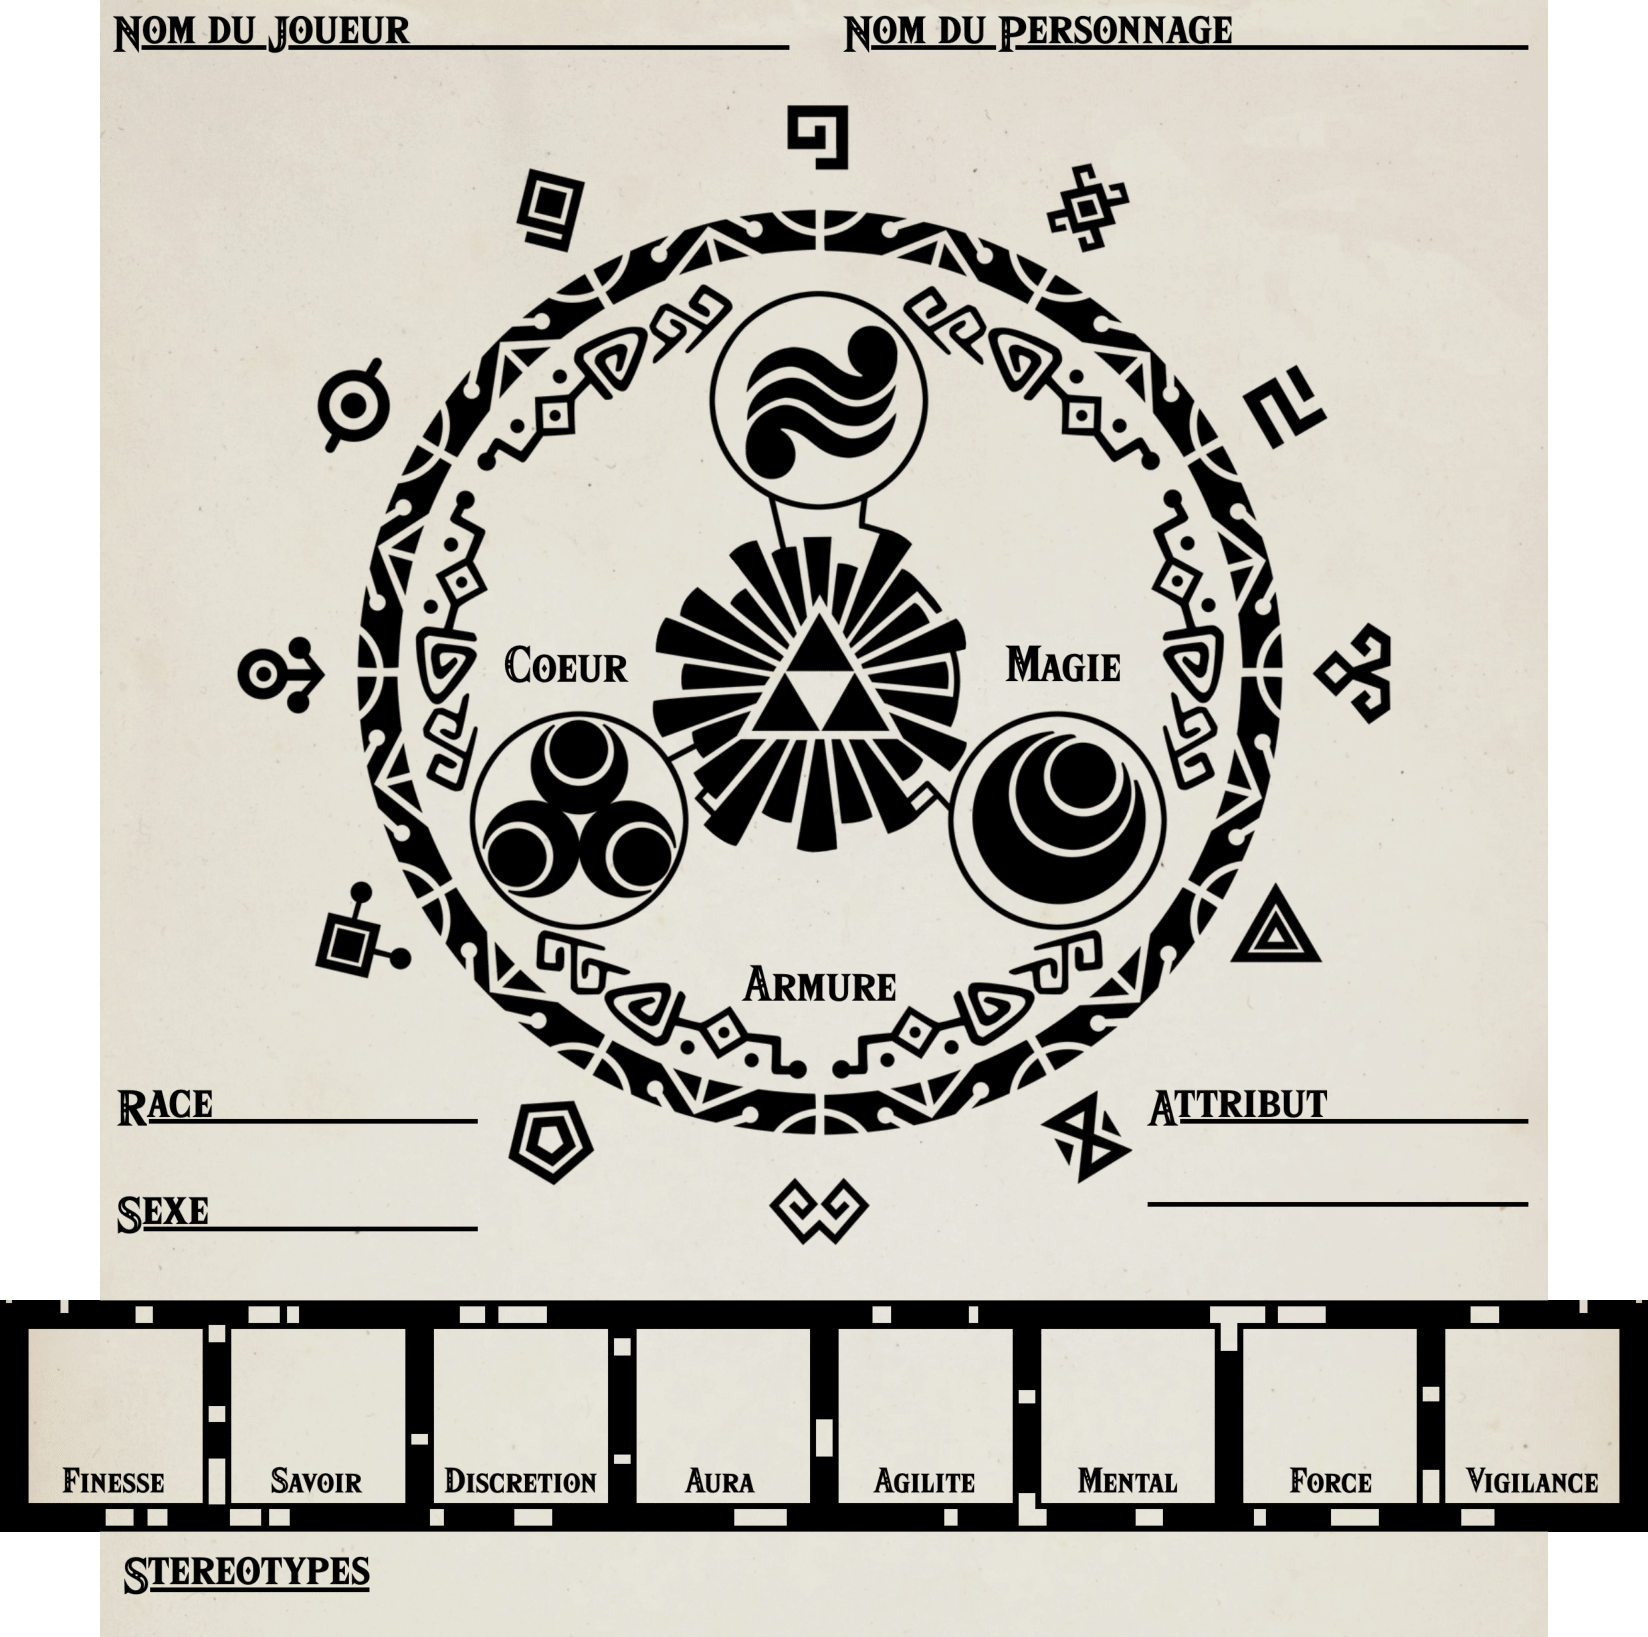 Nom du Joueur
Nom du Personnage
Coeur
Magie
Armure
Race
Attribut
Sexe
Finesse
Savoir
Discretion
Aura
Agilite
Mental
Force
Vigilance
Stereotypes